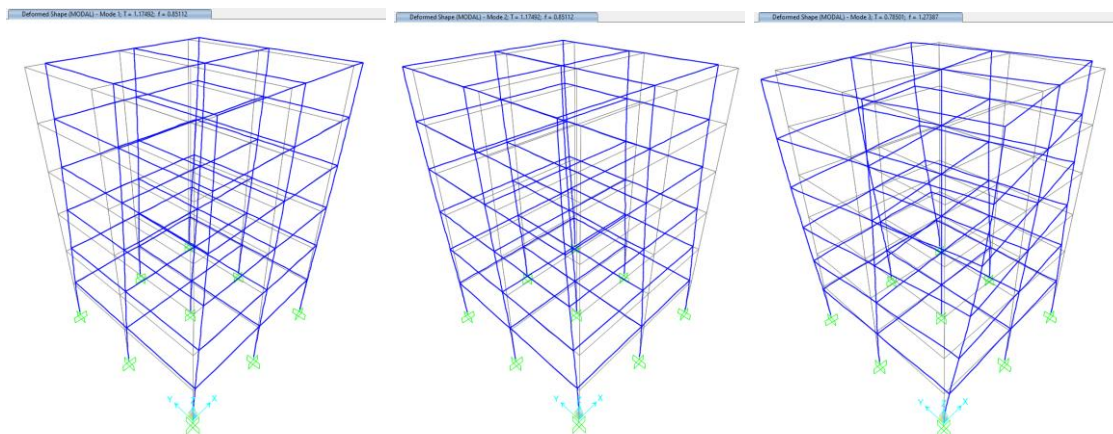 Deformed Shape (MODAL) - Mode 1; T = 1.17492; f = 0.85112
Deformed Shape (MODAL) - Mode 2; T = 1.17492; f = 0.85112
Deformed Shape (MODAL) - Mode 3; T = 0.78501; f = 1.27387
Y Z X
Y Z X
Y Z X